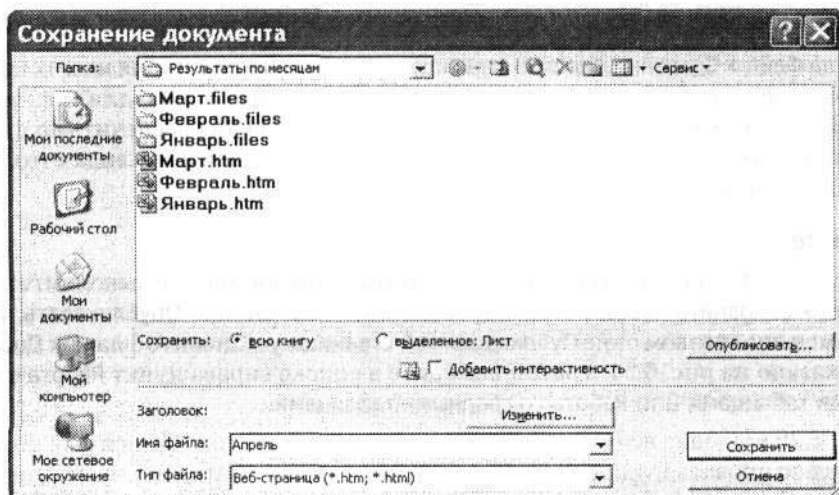 Сохранение документа
Папка: Результаты по месяцам Сервис
Март.files
Февраль.files
Январь.files
Март.htm
Февраль.htm
Январь.htm
Мои последние
документы
Рабочий стол
Мои
документы
Мой
компьютер
Мое сетевое
окружение
Сохранить: всю книгу выделенное: Лист Опубликовать...
Добавить интерактивность
Заголовок: Изменить...
Имя файла: Апрель Сохранить
Тип файла: Веб-страница (*.htm; *.html) Отмена